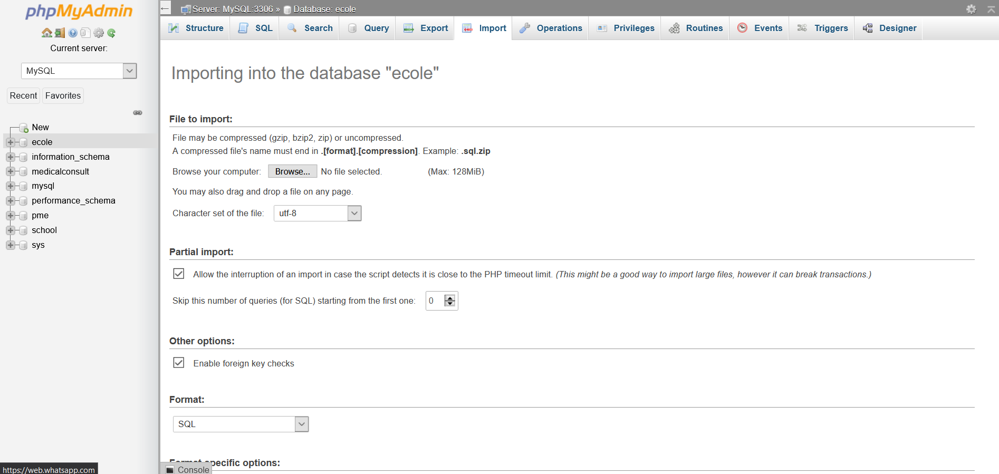 phpMyAdmin
Current server:
MySQL
Recent Favorites
New
ecole
information_schema
medicalconsult
mysql
performance_schema
pme
school
sys
https://web.whatsapp.com
← Server: MySQL:3306 » Database: ecole
Structure SQL Search Query Export Import Operations Privileges Routines Events Triggers Designer
Importing into the database "ecole"
File to import:
File may be compressed (gzip, bzip2, zip) or uncompressed.
A compressed file's name must end in .[format].[compression]. Example: .sql.zip
Browse your computer: Browse... No file selected. (Max: 128MiB)
You may also drag and drop a file on any page.
Character set of the file: utf-8
Partial import:
Allow the interruption of an import in case the script detects it is close to the PHP timeout limit. (This might be a good way to import large files, however it can break transactions.)
Skip this number of queries (for SQL) starting from the first one: 0
Other options:
Enable foreign key checks
Format:
SQL
Format-specific options:
Console